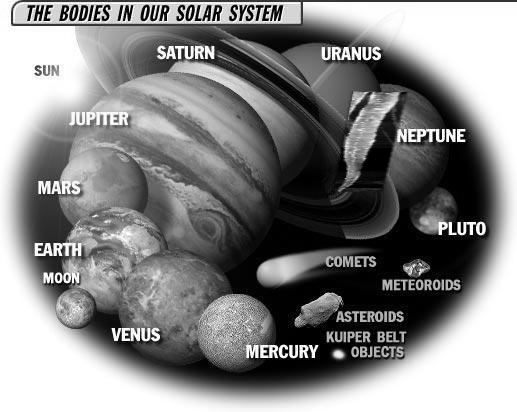 THE BODIES IN OUR SOLAR SYSTEM
SATURN
URANUS
SUN
JUPITER
NEPTUNE
MARS
PLUTO
EARTH
COMETS
MOON
METEOROIDS
ASTEROIDS
VENUS
KUIPER BELT
OBJECTS
MERCURY